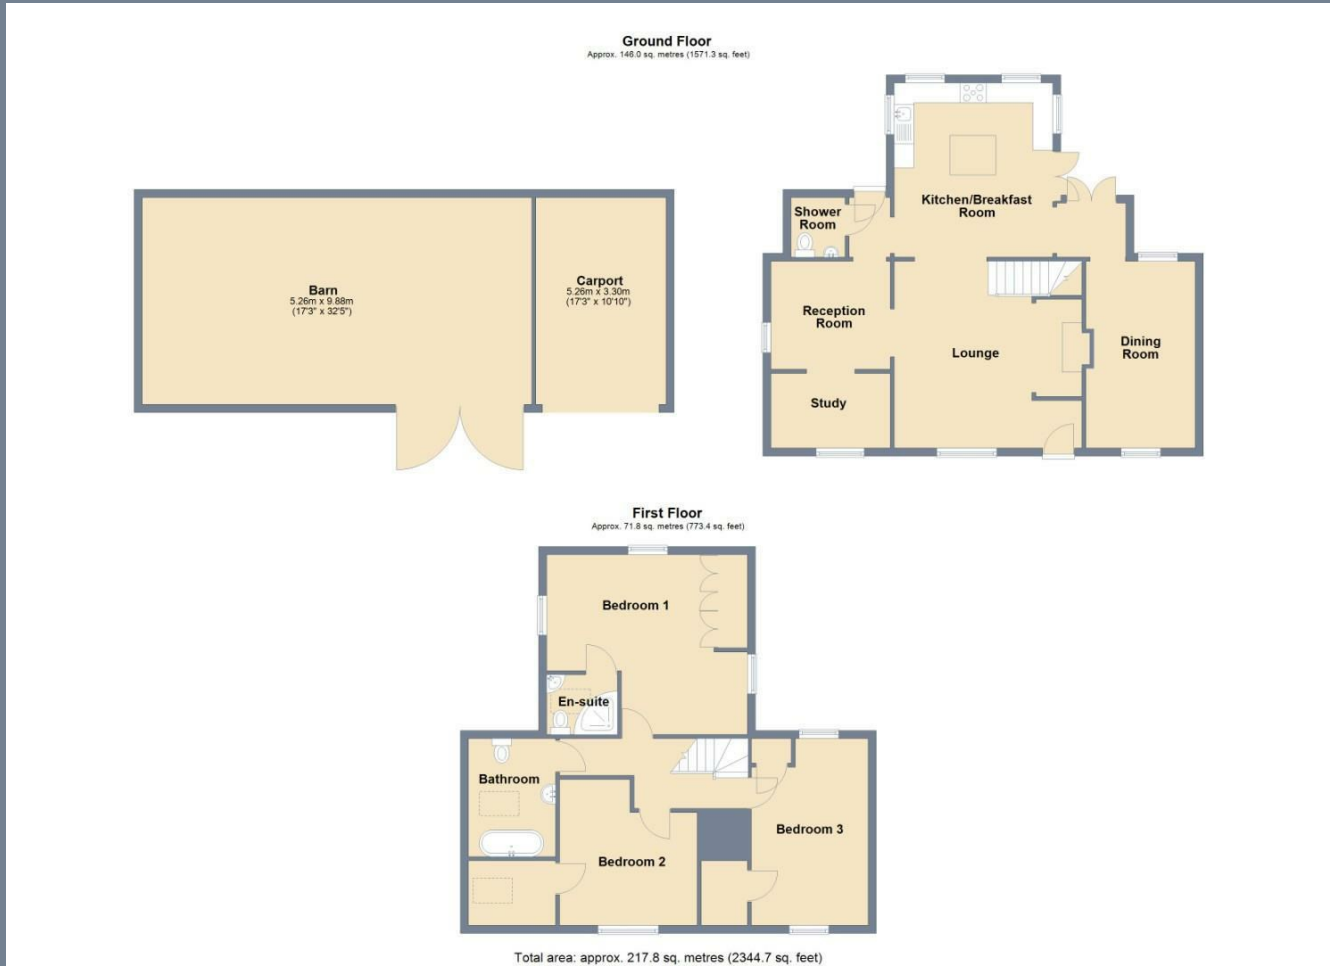 Ground Floor
Approx. 146.0 sq. metres (1571.3 sq. feet)
Barn
5.26m x 9.88m
(17'3" x 32'5")
Carport
5.26m x 3.30m
(17'3" x 10'10")
Shower
Room
Kitchen/Breakfast
Room
Reception
Room
Lounge
Dining
Room
Study
First Floor
Approx. 71.8 sq. metres (773.4 sq. feet)
Bedroom 1
En-suite
Bathroom
Bedroom 2
Bedroom 3
Total area: approx. 217.8 sq. metres (2344.7 sq. feet)